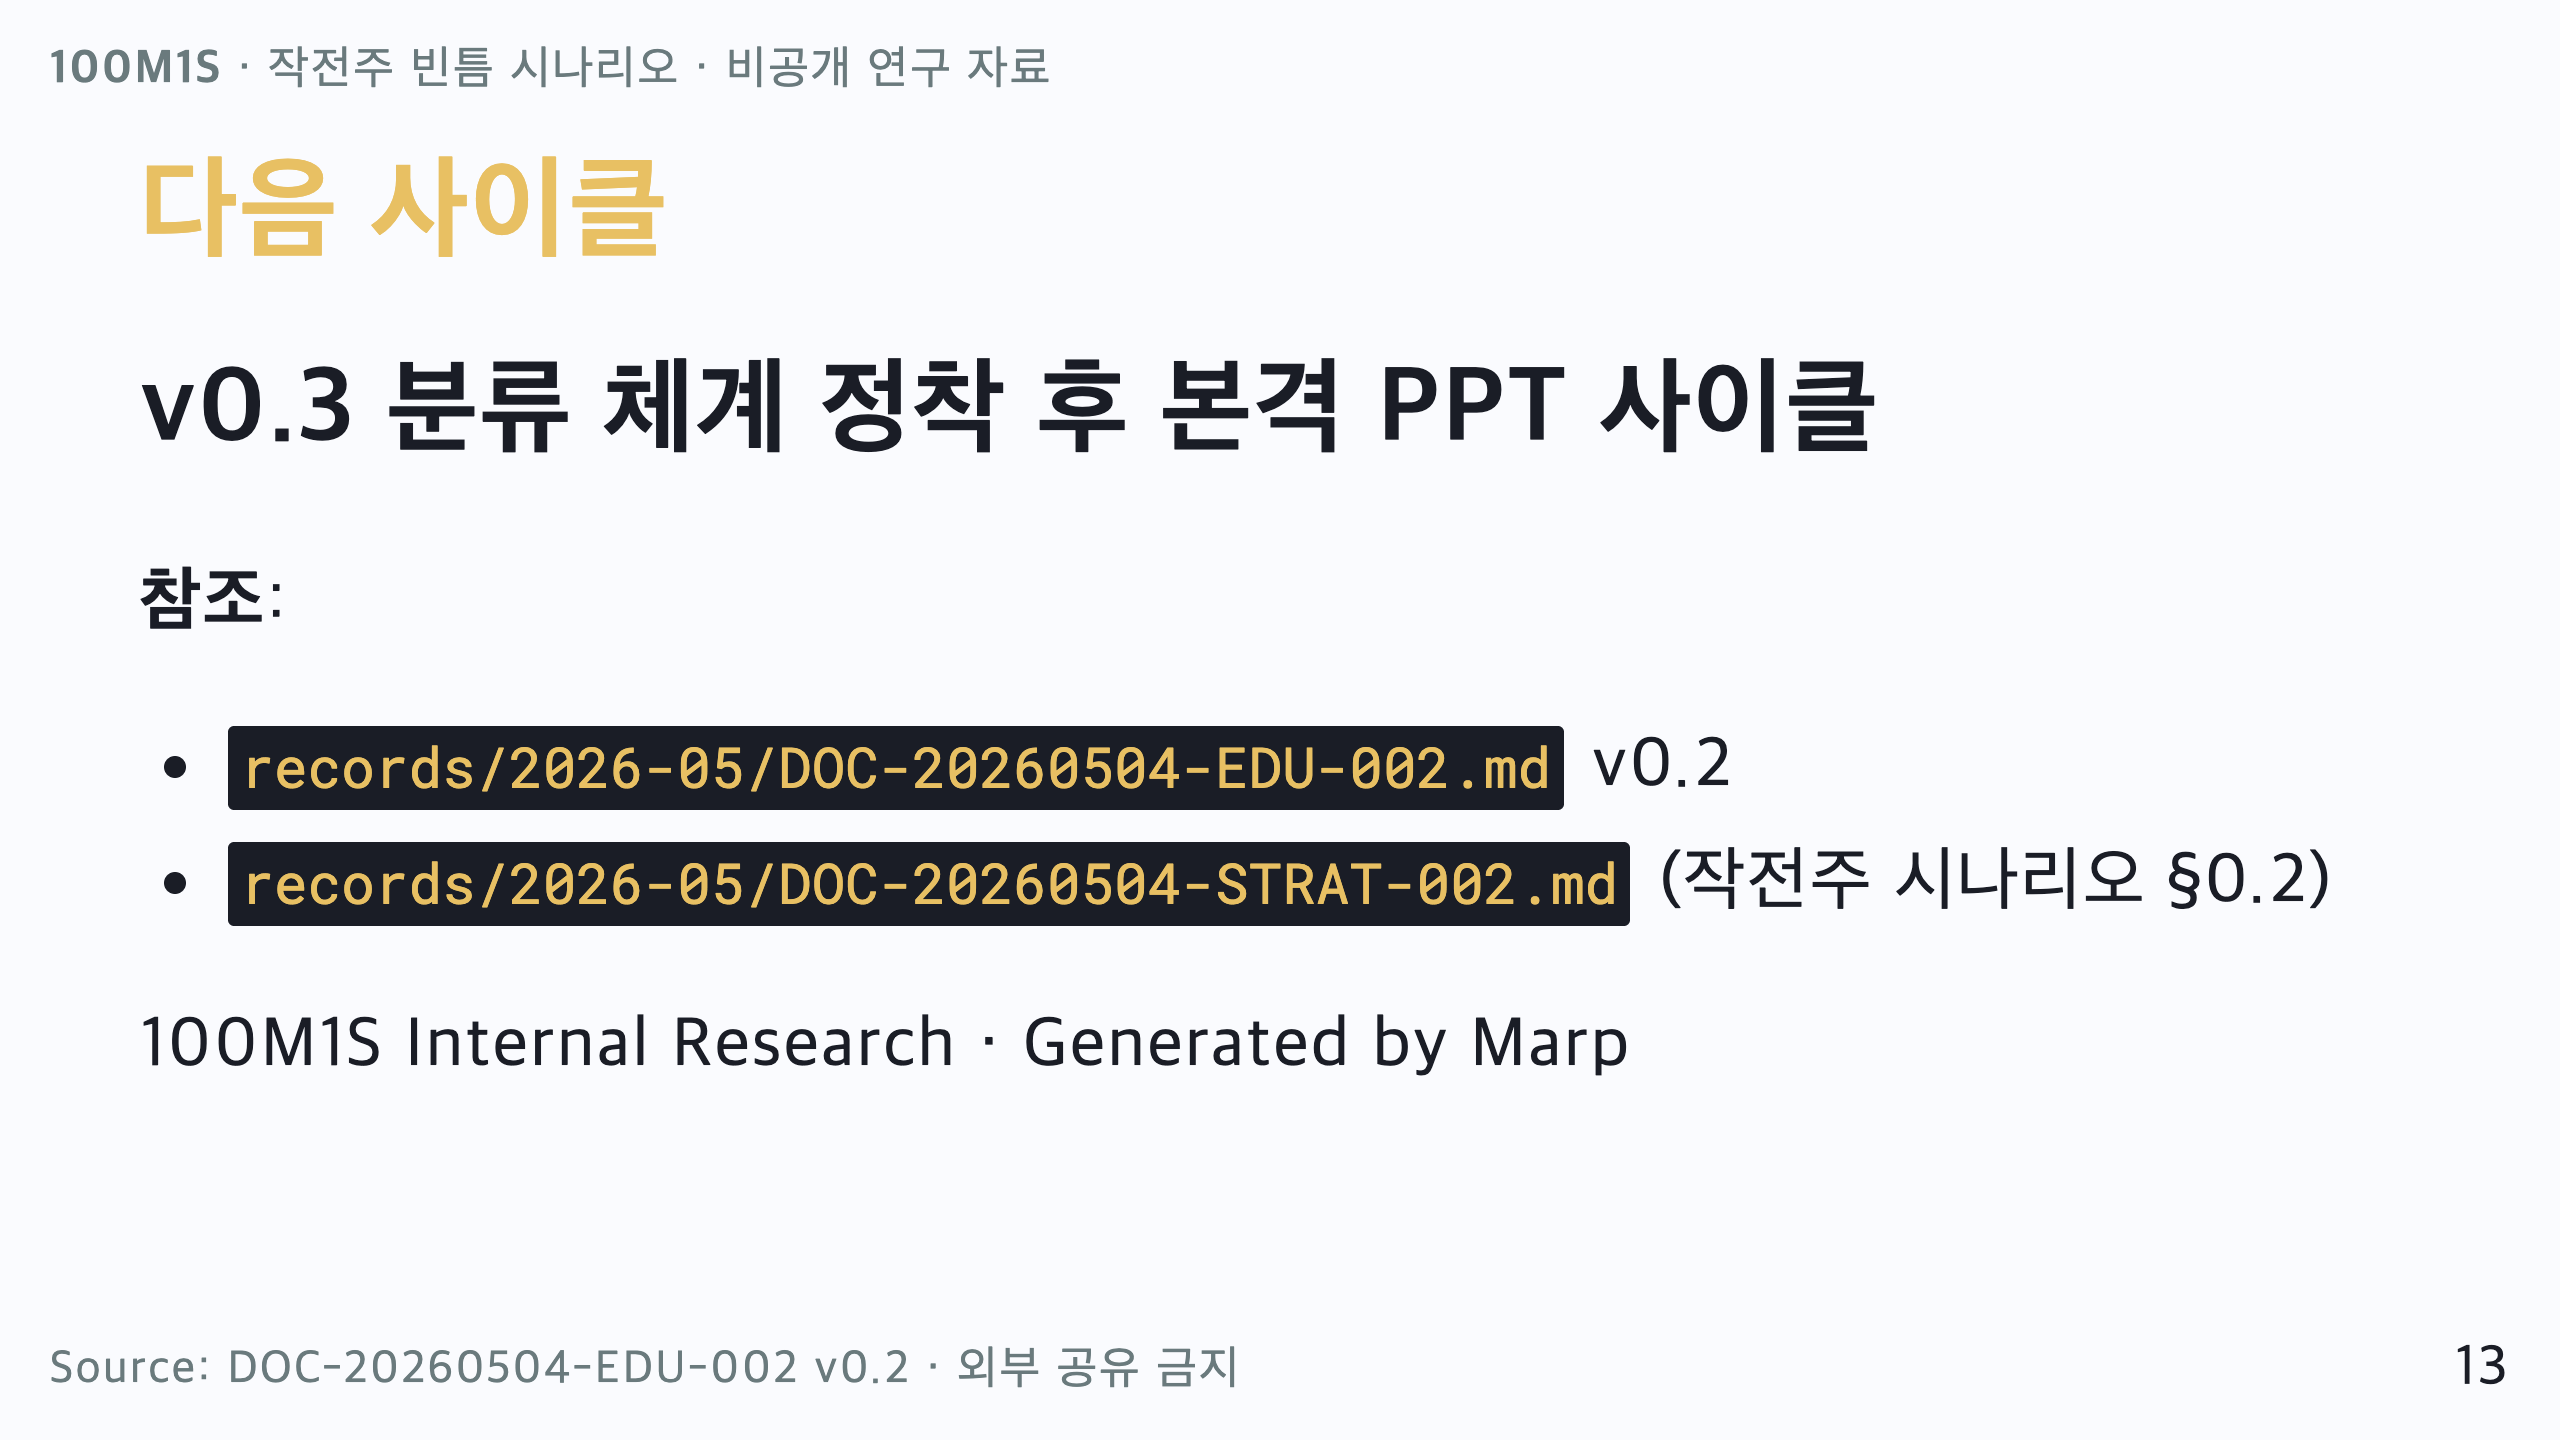 100M1S · 작전주 빈틈 시나리오 · 비공개 연구 자료
다음 사이클
v0.3 분류 체계 정착 후 본격 PPT 사이클
참조:
• records/2026-05/DOC-20260504-EDU-002.md v0.2
• records/2026-05/DOC-20260504-STRAT-002.md (작전주 시나리오 §0.2)
100M1S Internal Research · Generated by Marp
Source: DOC-20260504-EDU-002 v0.2 · 외부 공유 금지
13